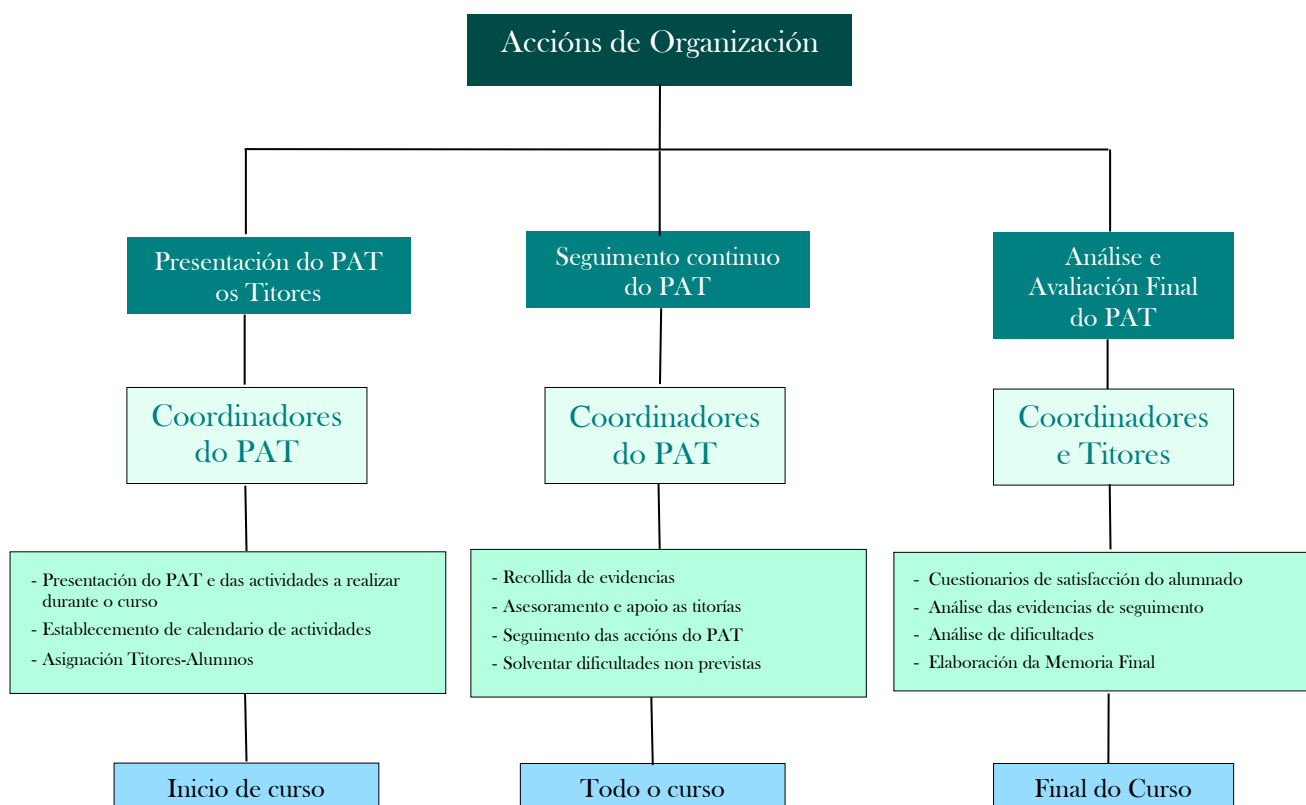 Accións de Organización
Presentación do PAT
os Titores
Seguimento continuo
do PAT
Análise e
Avaliación Final
do PAT
Coordinadores
do PAT
Coordinadores
do PAT
Coordinadores
e Titores
- Presentación do PAT e das actividades a realizar
durante o curso
- Establecemento de calendario de actividades
- Asignación Titores-Alumnos
- Recollida de evidencias
- Asesoramento e apoio as titorías
- Seguimento das accións do PAT
- Solventar dificultades non previstas
- Cuestionarios de satisfacción do alumnado
- Análise das evidencias de seguimento
- Análise de dificultades
- Elaboración da Memoria Final
Inicio de curso
Todo o curso
Final do Curso